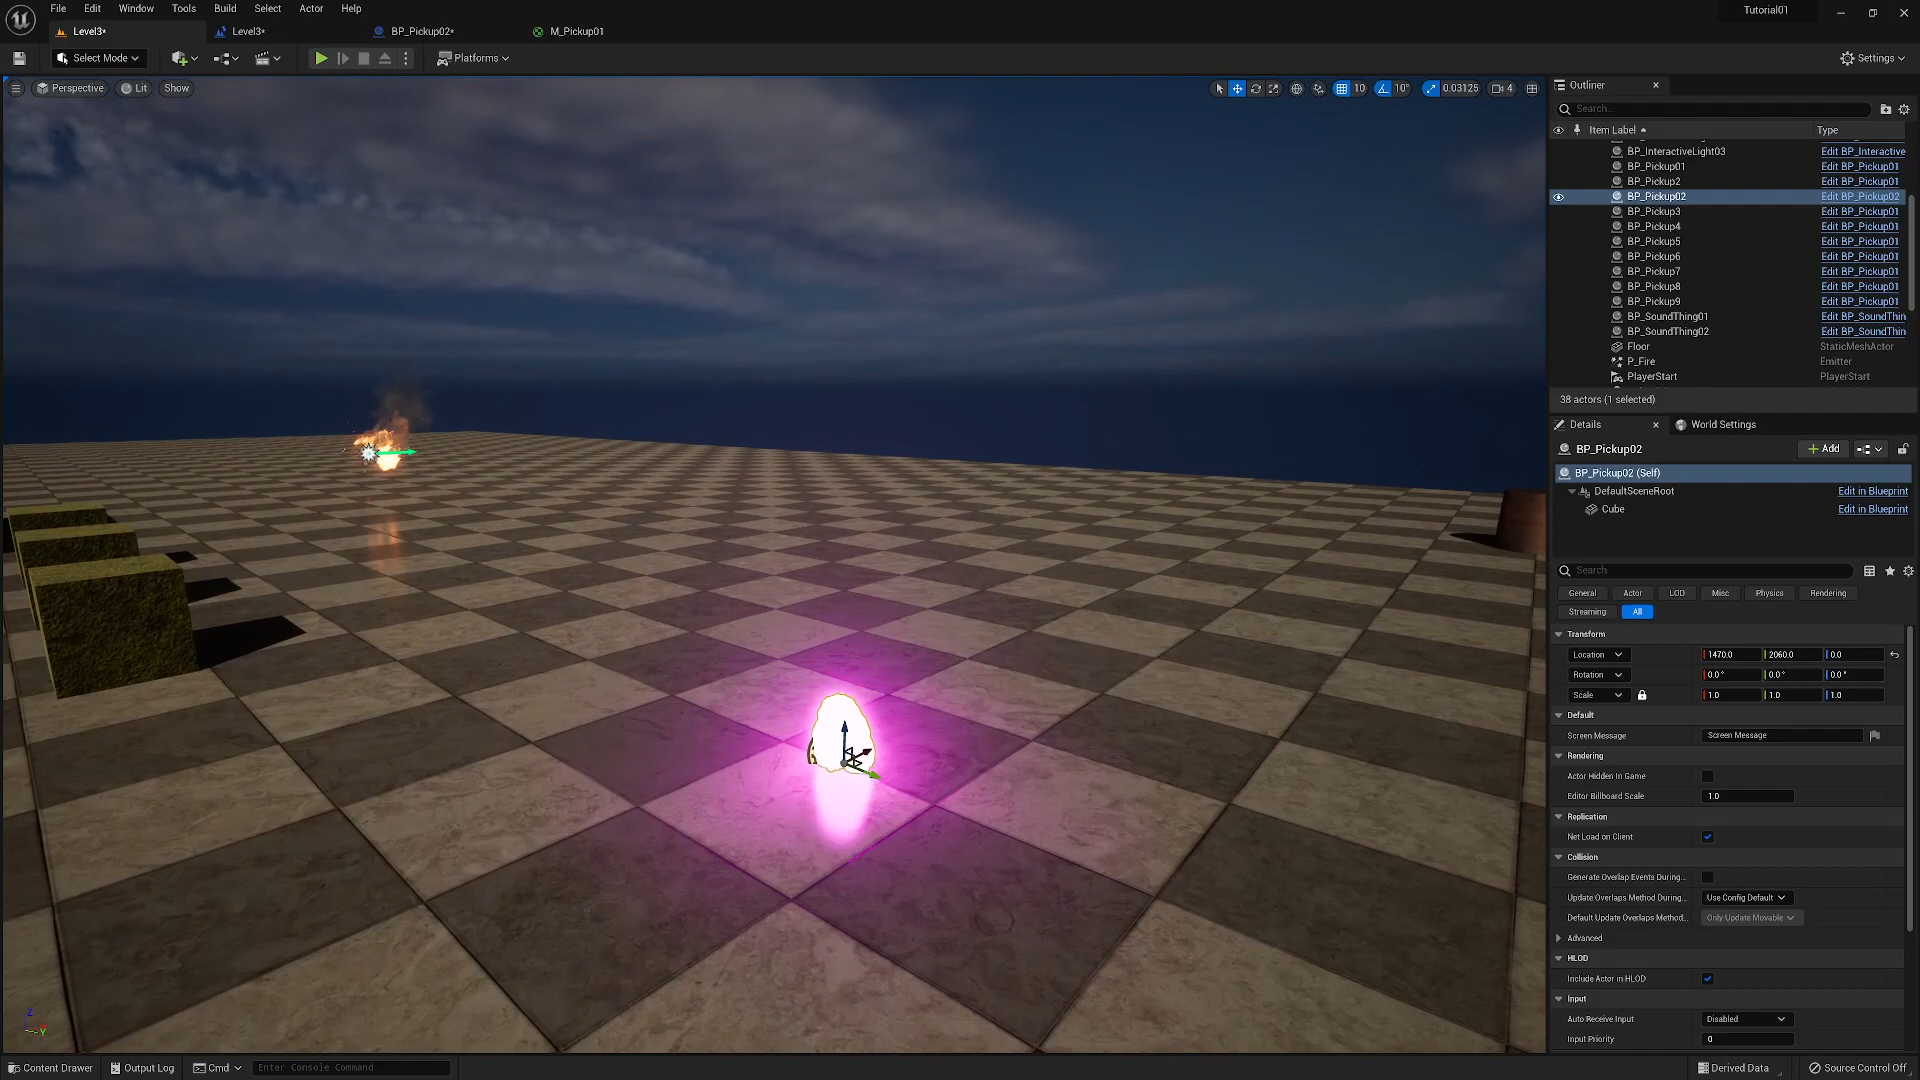 File Edit Window Tools Build Select Actor Help
Tutorial01
Level3* Level3* BP_Pickup02* M_Pickup01
Select Mode Platforms Settings
Perspective Lit Show 10 10° 0.03125 4
Outliner
Search...
Item Label Type
BP_InteractiveLight03 Edit BP_Interactive
BP_Pickup01 Edit BP_Pickup01
BP_Pickup2 Edit BP_Pickup01
BP_Pickup02 Edit BP_Pickup02
BP_Pickup3 Edit BP_Pickup01
BP_Pickup4 Edit BP_Pickup01
BP_Pickup5 Edit BP_Pickup01
BP_Pickup6 Edit BP_Pickup01
BP_Pickup7 Edit BP_Pickup01
BP_Pickup8 Edit BP_Pickup01
BP_Pickup9 Edit BP_Pickup01
BP_SoundThing01 Edit BP_SoundThin
BP_SoundThing02 Edit BP_SoundThin
Floor StaticMeshActor
P_Fire Emitter
PlayerStart PlayerStart
38 actors (1 selected)
Details World Settings
BP_Pickup02 Add
BP_Pickup02 (Self)
DefaultSceneRoot Edit in Blueprint
Cube Edit in Blueprint
Search
General Actor LOD Misc Physics Rendering
Streaming All
Transform
Location 1470.0 2060.0 0.0
Rotation 0.0° 0.0° 0.0°
Scale 1.0 1.0 1.0
Default
Screen Message Screen Message
Rendering
Actor Hidden In Game
Editor Billboard Scale 1.0
Replication
Net Load on Client
Collision
Generate Overlap Events During...
Update Overlaps Method During... Use Config Default
Default Update Overlaps Method... Only Update Movable
Advanced
HLOD
Include Actor in HLOD
Input
Auto Receive Input Disabled
Input Priority 0
Z
Y
Content Drawer Output Log Cmd Enter Console Command Derived Data Source Control Off